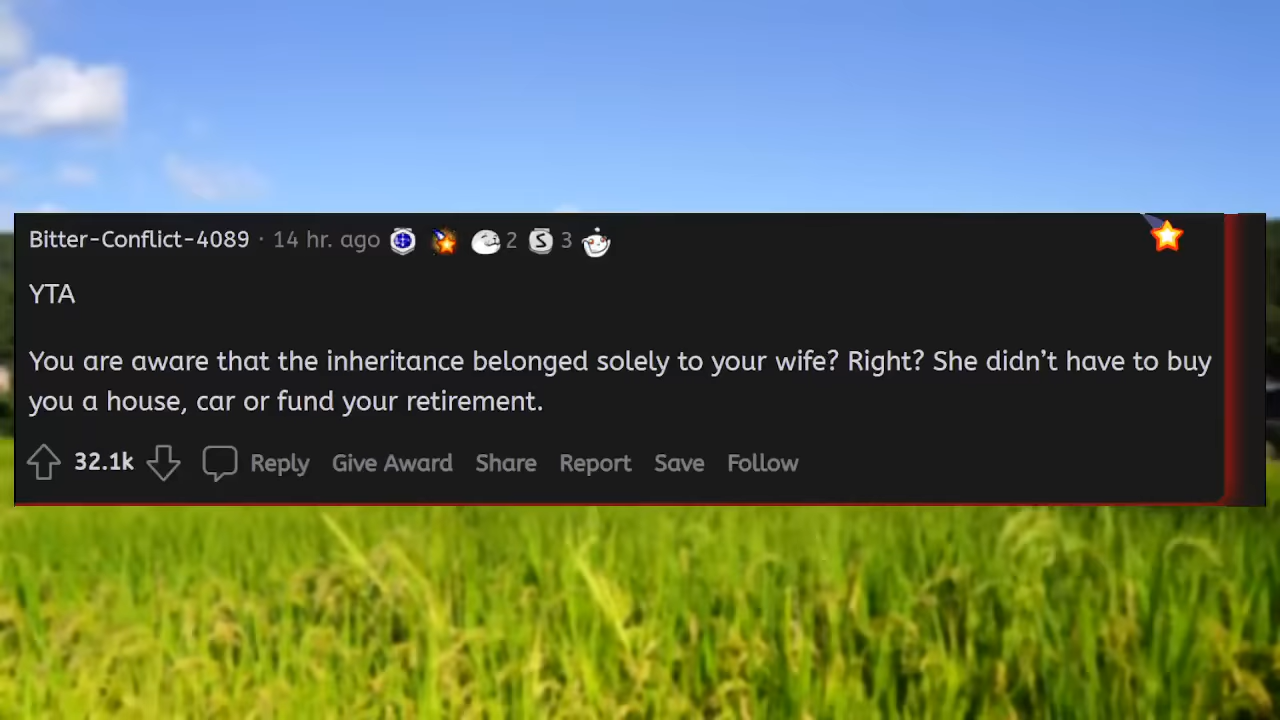 Bitter-Conflict-4089 · 14 hr. ago 2 S 3
YTA
You are aware that the inheritance belonged solely to your wife? Right? She didn’t have to buy
you a house, car or fund your retirement.
32.1k Reply Give Award Share Report Save Follow